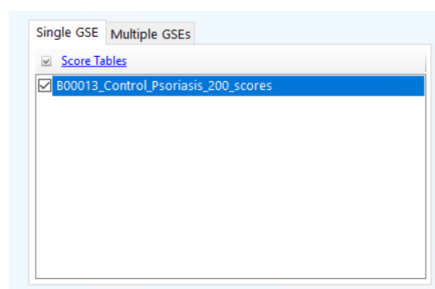 Single GSE Multiple GSEs
Score Tables
B00013_Control_Psoriasis_200_scores